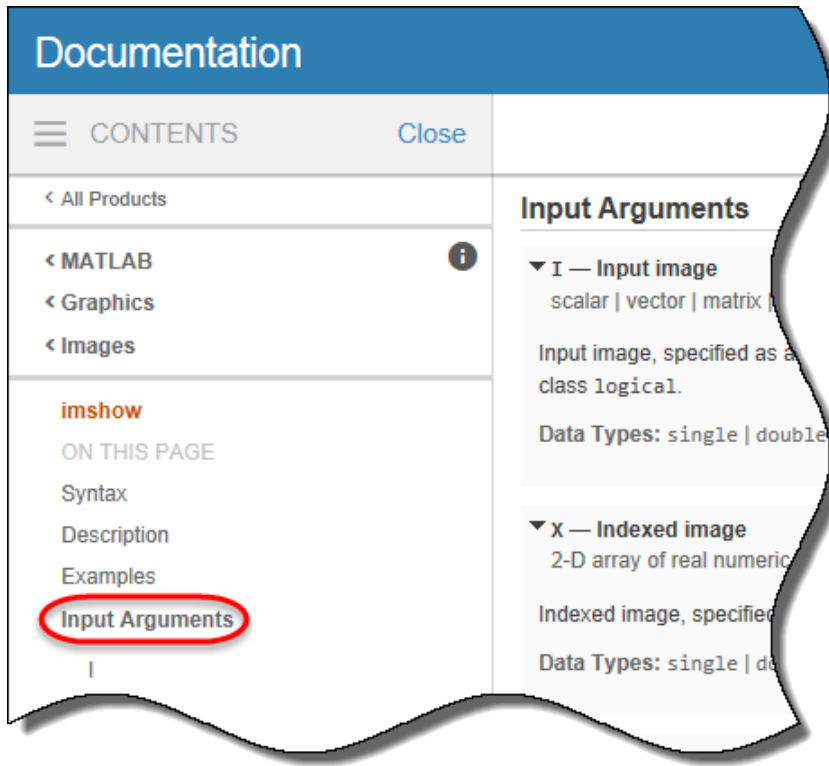 Documentation
CONTENTS Close
< All Products
< MATLAB
< Graphics
< Images
imshow
ON THIS PAGE
Syntax
Description
Examples
Input Arguments
I
Input Arguments
I — Input image
scalar | vector | matrix |
Input image, specified as a
class logical.
Data Types: single | double
X — Indexed image
2-D array of real numeric
Indexed image, specified
Data Types: single |